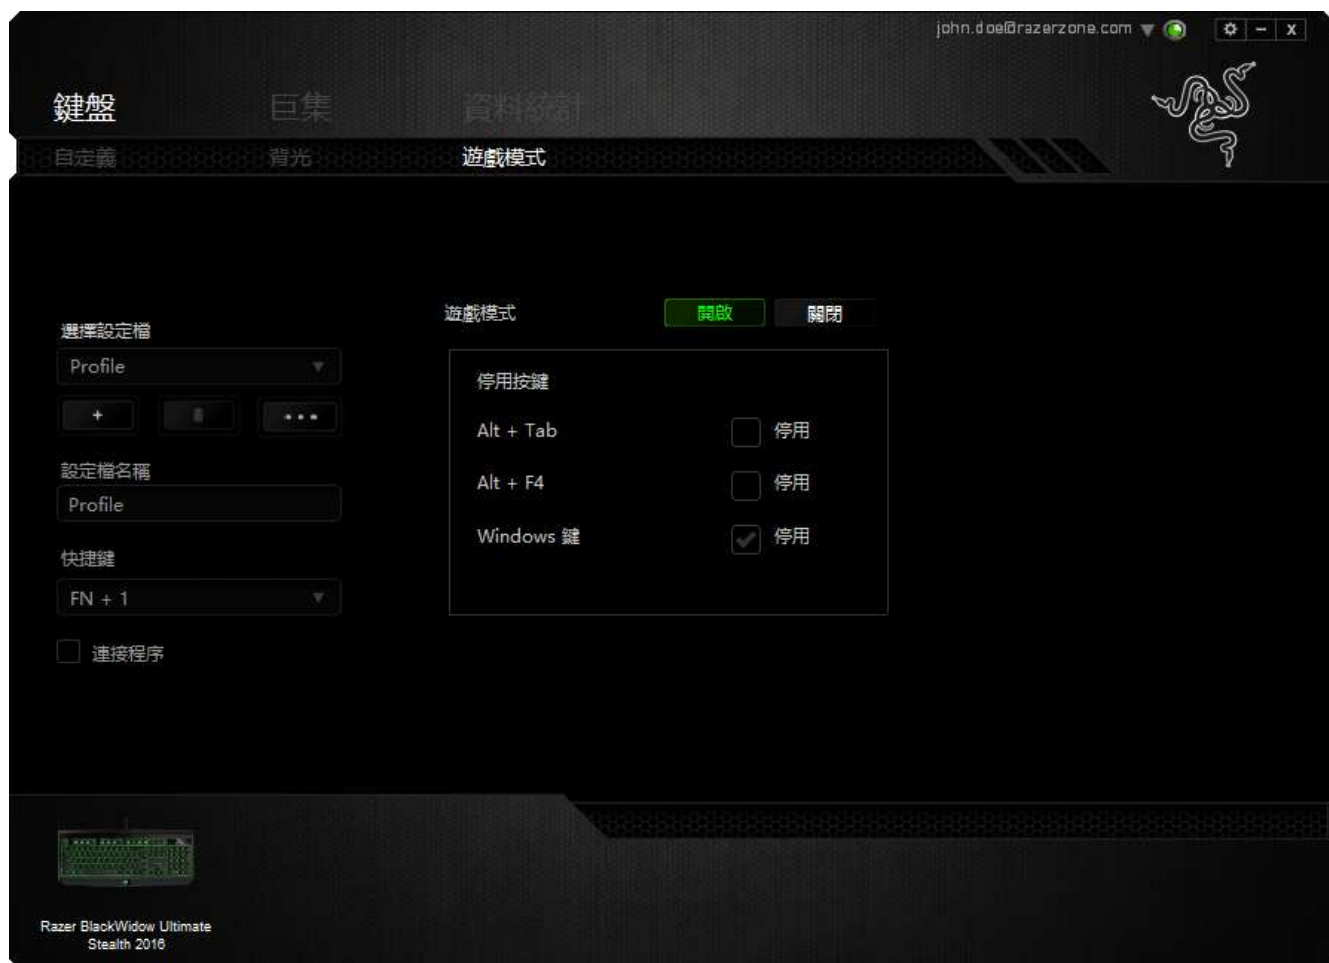 john.doe@razerzone.com
鍵盤 巨集 資料統計
自定義 背光 遊戲模式
遊戲模式 開啟 關閉
選擇設定檔
Profile
停用按鍵
Alt + Tab 停用
設定檔名稱
Alt + F4 停用
Profile
Windows 鍵 停用
快捷鍵
FN + 1
連接程序
Razer BlackWidow Ultimate
Stealth 2016